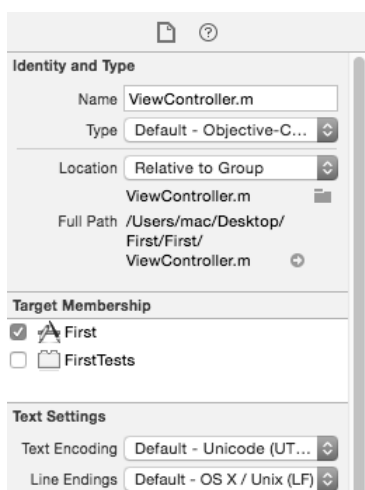 Identity and Type
Name ViewController.m
Type Default - Objective-C...
Location Relative to Group
ViewController.m
Full Path /Users/mac/Desktop/
First/First/
ViewController.m
Target Membership
First
FirstTests
Text Settings
Text Encoding Default - Unicode (UT...
Line Endings Default - OS X / Unix (LF)